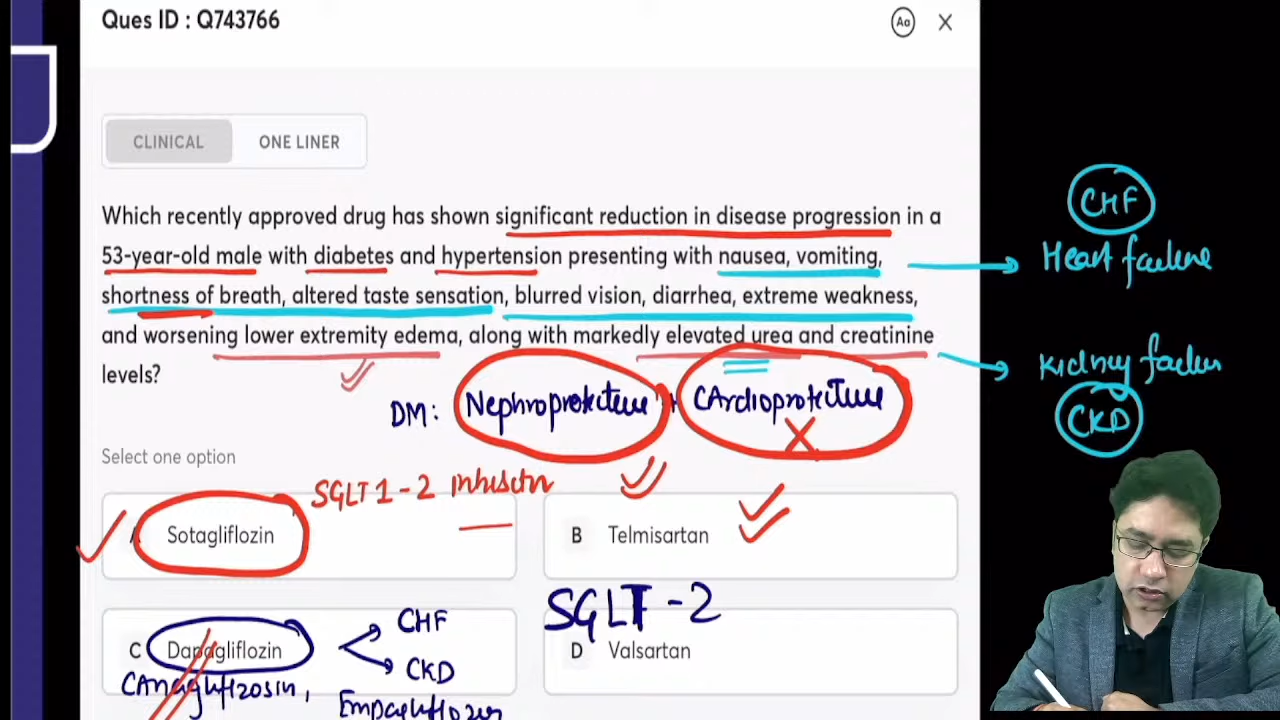 Ques ID : Q743766
Aa
CLINICAL ONE LINER
Which recently approved drug has shown significant reduction in disease progression in a
53-year-old male with diabetes and hypertension presenting with nausea, vomiting,
shortness of breath, altered taste sensation, blurred vision, diarrhea, extreme weakness,
and worsening lower extremity edema, along with markedly elevated urea and creatinine
levels?
CHF
Heart failure
Kidney failure
CKD
DM: Nephroprotective + CArdioprotective
Select one option
SGLT 1-2 Inhibitor
A Sotagliflozin
B Telmisartan
SGLT-2
C Dapagliflozin
CHF
CKD
D Valsartan
CAnagliflozosin,
Empagliflozin